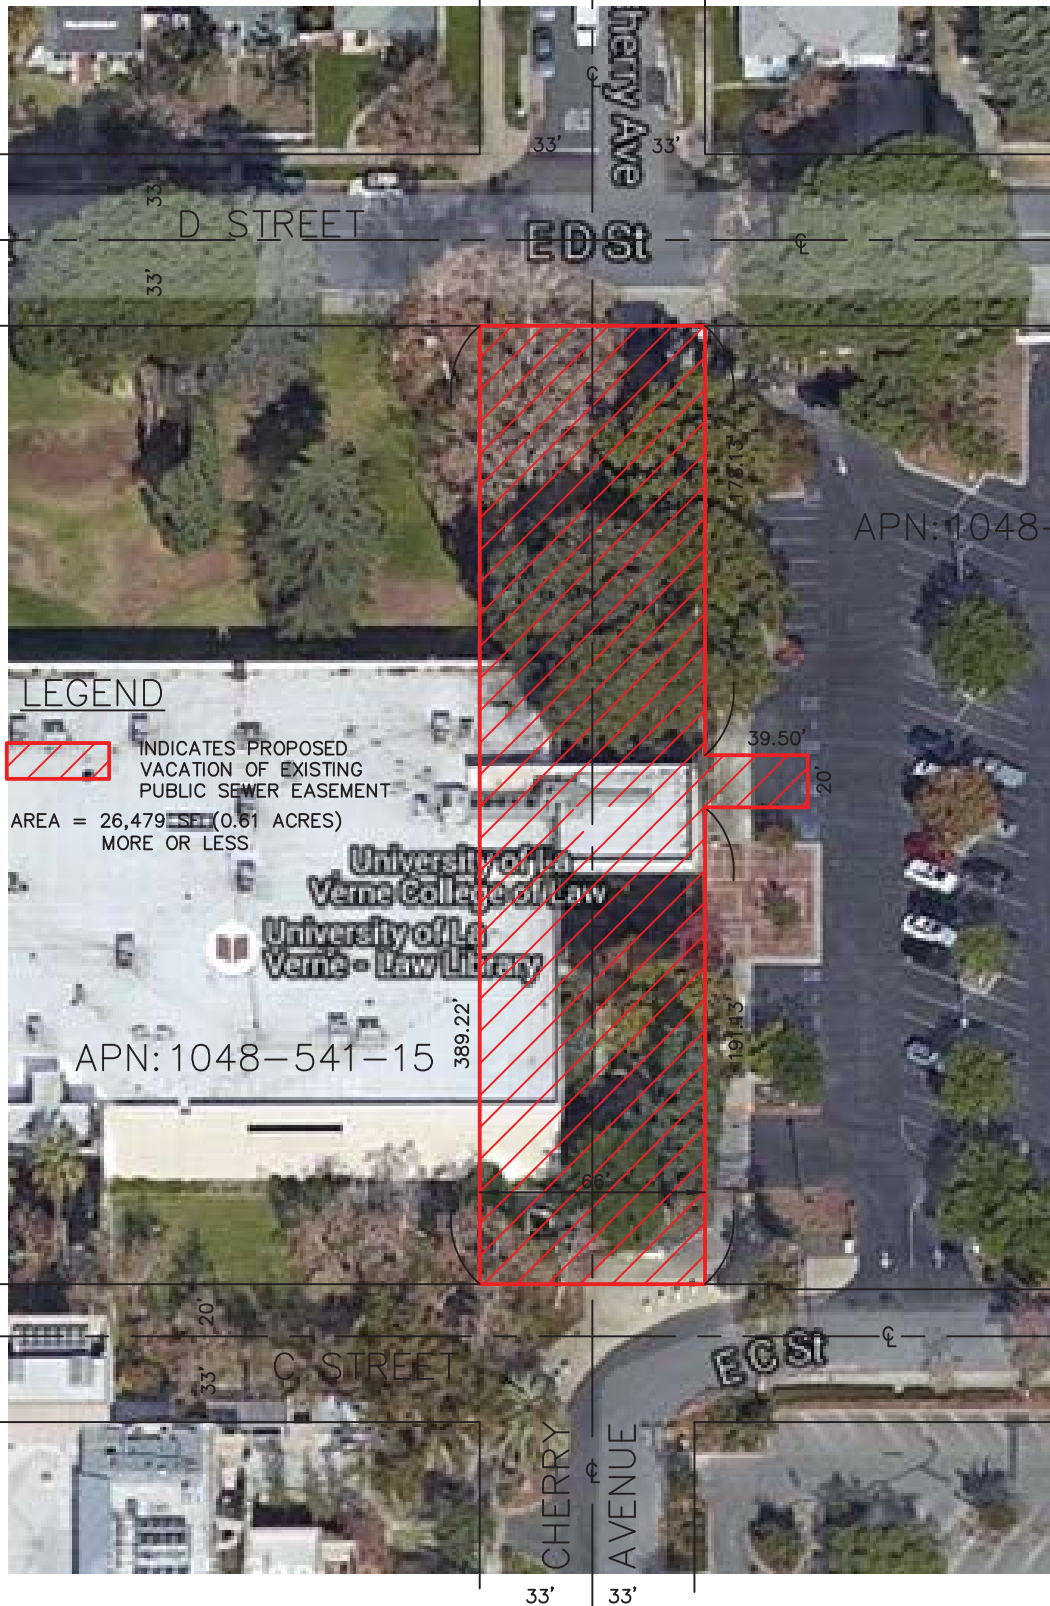 herry Ave
℄
33'
33'
33'
D STREET
E D St
℄
33'
178.13'
APN: 1048-
LEGEND
39.50'
INDICATES PROPOSED
VACATION OF EXISTING
PUBLIC SEWER EASEMENT
20'
AREA = 26,479 SF (0.61 ACRES)
MORE OR LESS
University of La
Verne College of Law
University of La
Verne - Law Library
389.22'
191.13'
APN: 1048-541-15
66'
20'
E C St
℄
C STREET
33'
CHERRY
℄
AVENUE
33'
33'